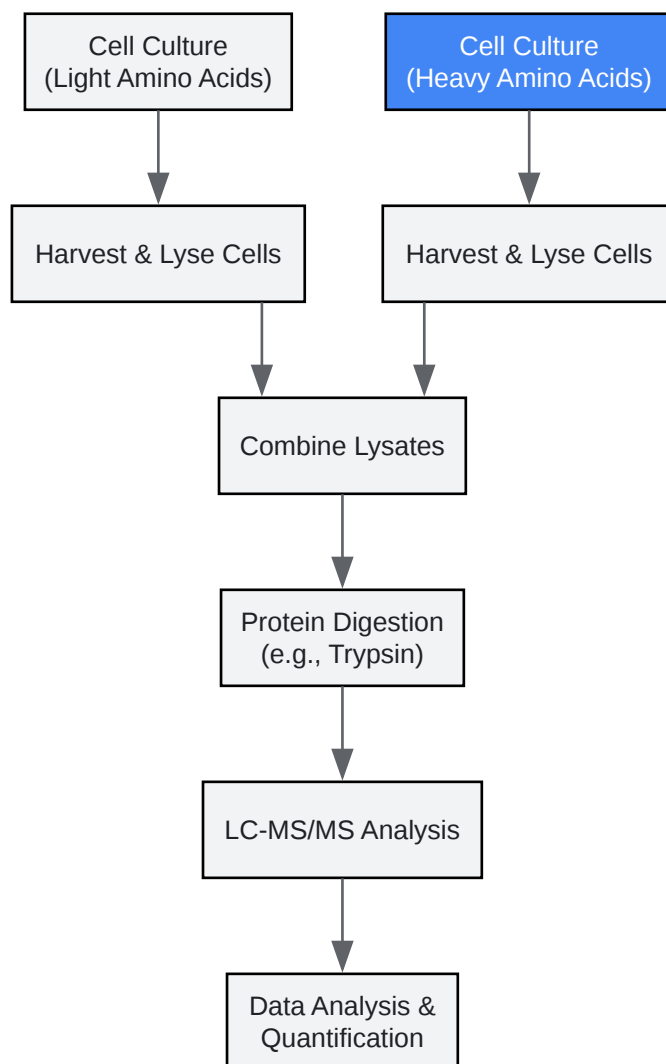 Cell Culture
(Light Amino Acids)
Cell Culture
(Heavy Amino Acids)
Harvest & Lyse Cells
Harvest & Lyse Cells
Combine Lysates
Protein Digestion
(e.g., Trypsin)
LC-MS/MS Analysis
Data Analysis &
Quantification